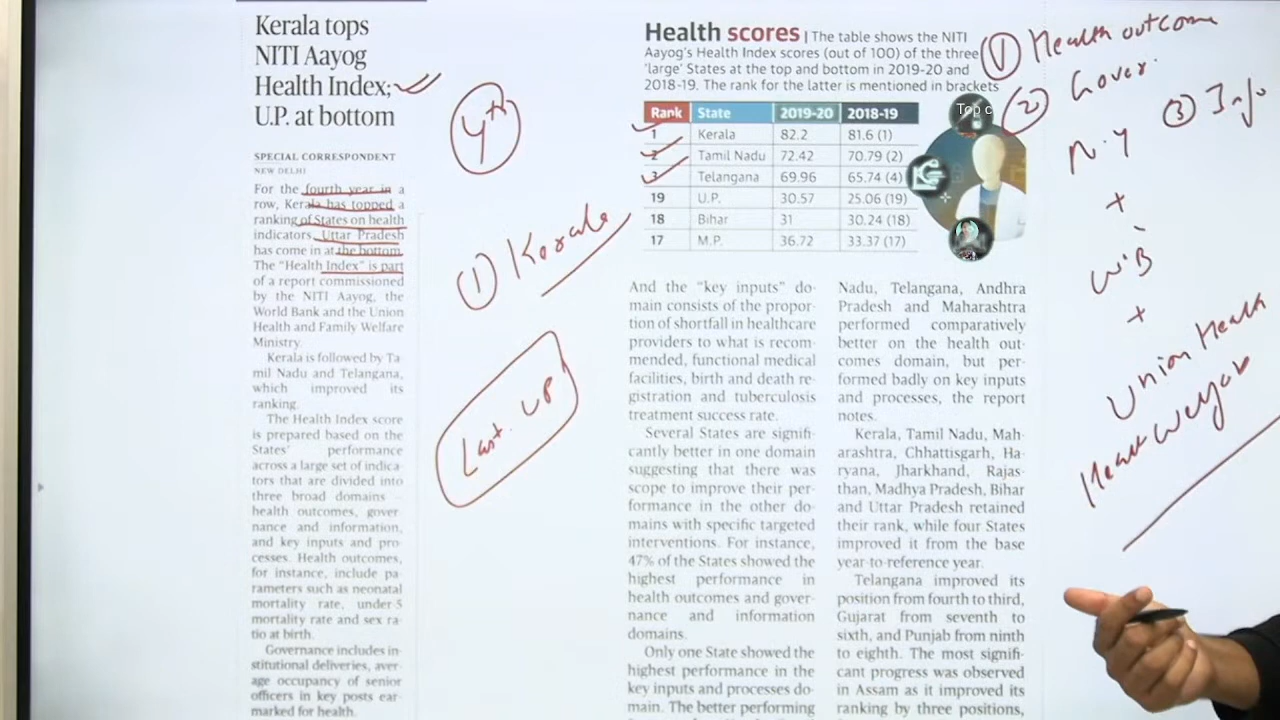 Kerala tops
NITI Aayog
Health Index;
U.P. at bottom
SPECIAL CORRESPONDENT
NEW DELHI
For the fourth year in a
row, Kerala has topped a
ranking of States on health
indicators. Uttar Pradesh
has come in at the bottom.
The “Health Index” is part
of a report commissioned
by the NITI Aayog, the
World Bank and the Union
Health and Family Welfare
Ministry.
Kerala is followed by Ta-
mil Nadu and Telangana,
which improved its
ranking.
The Health Index score
is prepared based on the
States' performance
across a large set of indica-
tors that are divided into
three broad domains –
health outcomes, gover-
nance and information,
and key inputs and pro-
cesses. Health outcomes,
for instance, include pa-
rameters such as neonatal
mortality rate, under-5
mortality rate and sex ra-
tio at birth.
Governance includes in-
stitutional deliveries, aver-
age occupancy of senior
officers in key posts ear-
marked for health.
4th
① Kerala
Last. UP
Health scores | The table shows the NITI
Aayog's Health Index scores (out of 100) of the three
'large' States at the top and bottom in 2019-20 and
2018-19. The rank for the latter is mentioned in brackets
Rank State 2019-20 2018-19
1 Kerala 82.2 81.6 (1)
2 Tamil Nadu 72.42 70.79 (2)
3 Telangana 69.96 65.74 (4)
19 U.P. 30.57 25.06 (19)
18 Bihar 31 30.24 (18)
17 M.P. 36.72 33.37 (17)
Top c
And the “key inputs” do-
main consists of the propor-
tion of shortfall in healthcare
providers to what is recom-
mended, functional medical
facilities, birth and death re-
gistration and tuberculosis
treatment success rate.
Several States are signifi-
cantly better in one domain
suggesting that there was
scope to improve their per-
formance in the other do-
mains with specific targeted
interventions. For instance,
47% of the States showed the
highest performance in
health outcomes and gover-
nance and information
domains.
Only one State showed the
highest performance in the
key inputs and processes do-
main. The better performing
Nadu, Telangana, Andhra
Pradesh and Maharashtra
performed comparatively
better on the health out-
comes domain, but per-
formed badly on key inputs
and processes, the report
notes.
Kerala, Tamil Nadu, Mah-
arashtra, Chhattisgarh, Ha-
ryana, Jharkhand, Rajas-
than, Madhya Pradesh, Bihar
and Uttar Pradesh retained
their rank, while four States
improved it from the base
year-to-reference year.
Telangana improved its
position from fourth to third,
Gujarat from seventh to
sixth, and Punjab from ninth
to eighth. The most signifi-
cant progress was observed
in Assam as it improved its
ranking by three positions,
① Health outcome
② Gover.
③ Info
N.Y
+
W.B
+
Union Health